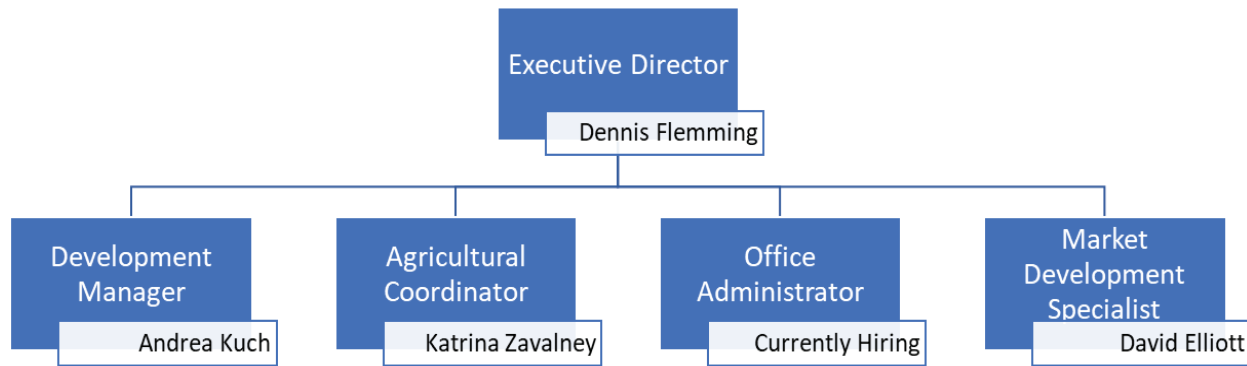 Executive Director
Dennis Flemming
Development
Manager
Andrea Kuch
Agricultural
Coordinator
Katrina Zavalney
Office
Administrator
Currently Hiring
Market
Development
Specialist
David Elliott